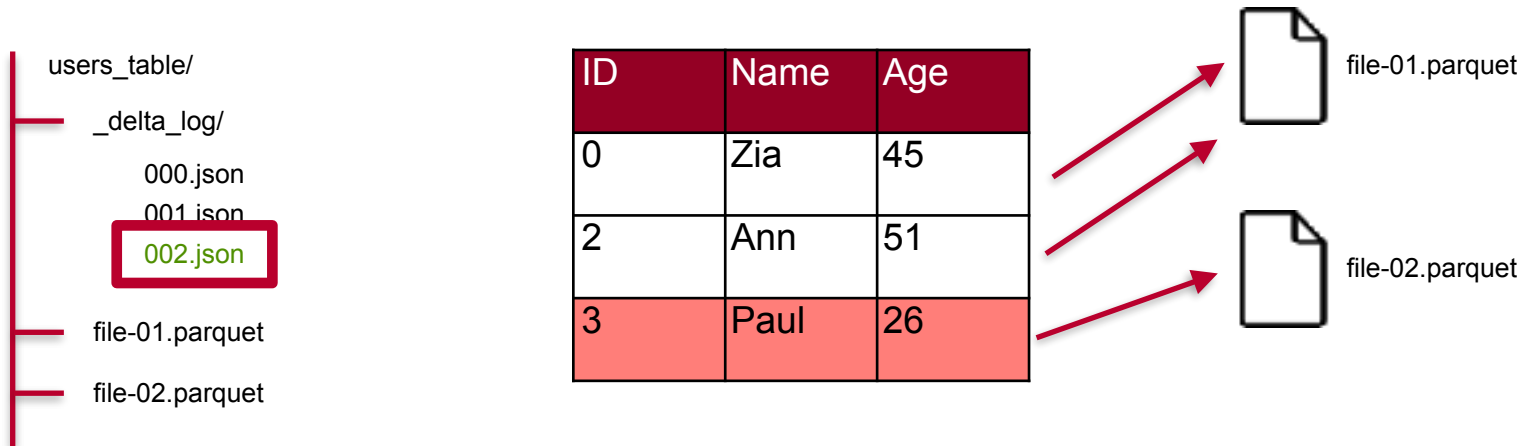 users_table/
_delta_log/
000.json
001.json
002.json
file-01.parquet
file-02.parquet
ID Name Age
0 Zia 45
2 Ann 51
3 Paul 26
file-01.parquet
file-02.parquet